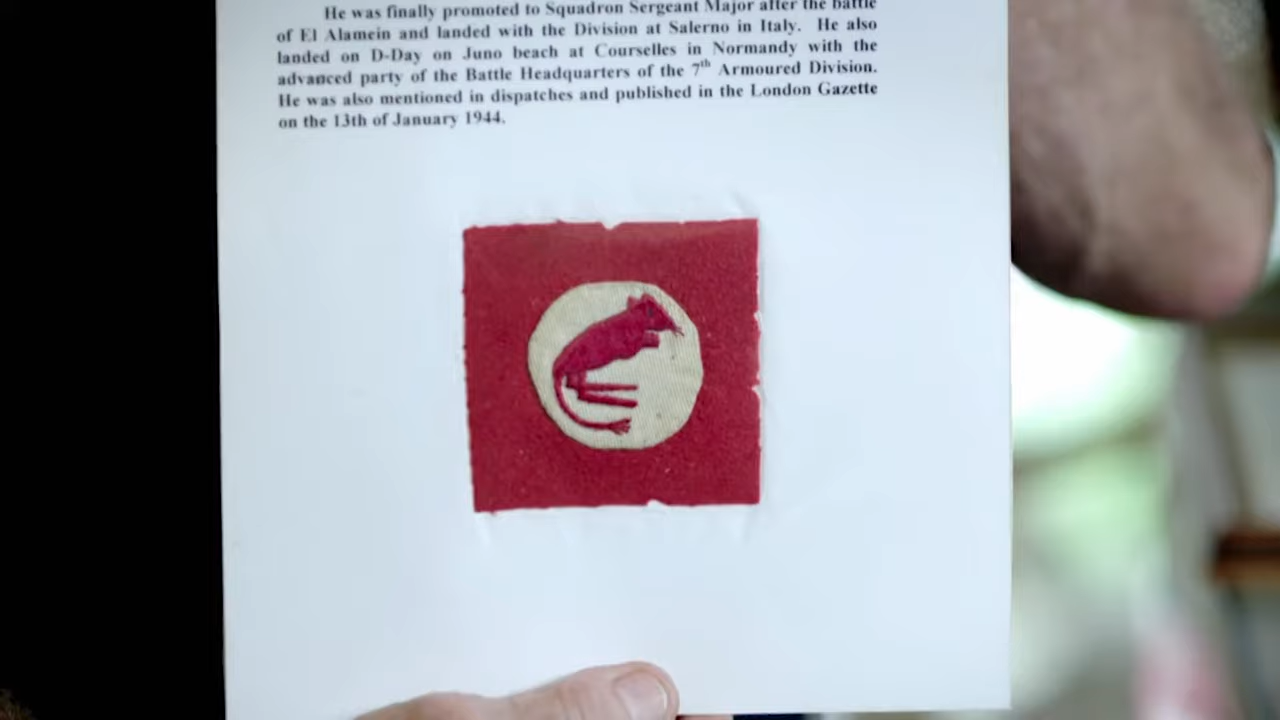 He was finally promoted to Squadron Sergeant Major after the battle
of El Alamein and landed with the Division at Salerno in Italy. He also
landed on D-Day on Juno beach at Courselles in Normandy with the
advanced party of the Battle Headquarters of the 7th Armoured Division.
He was also mentioned in dispatches and published in the London Gazette
on the 13th of January 1944.